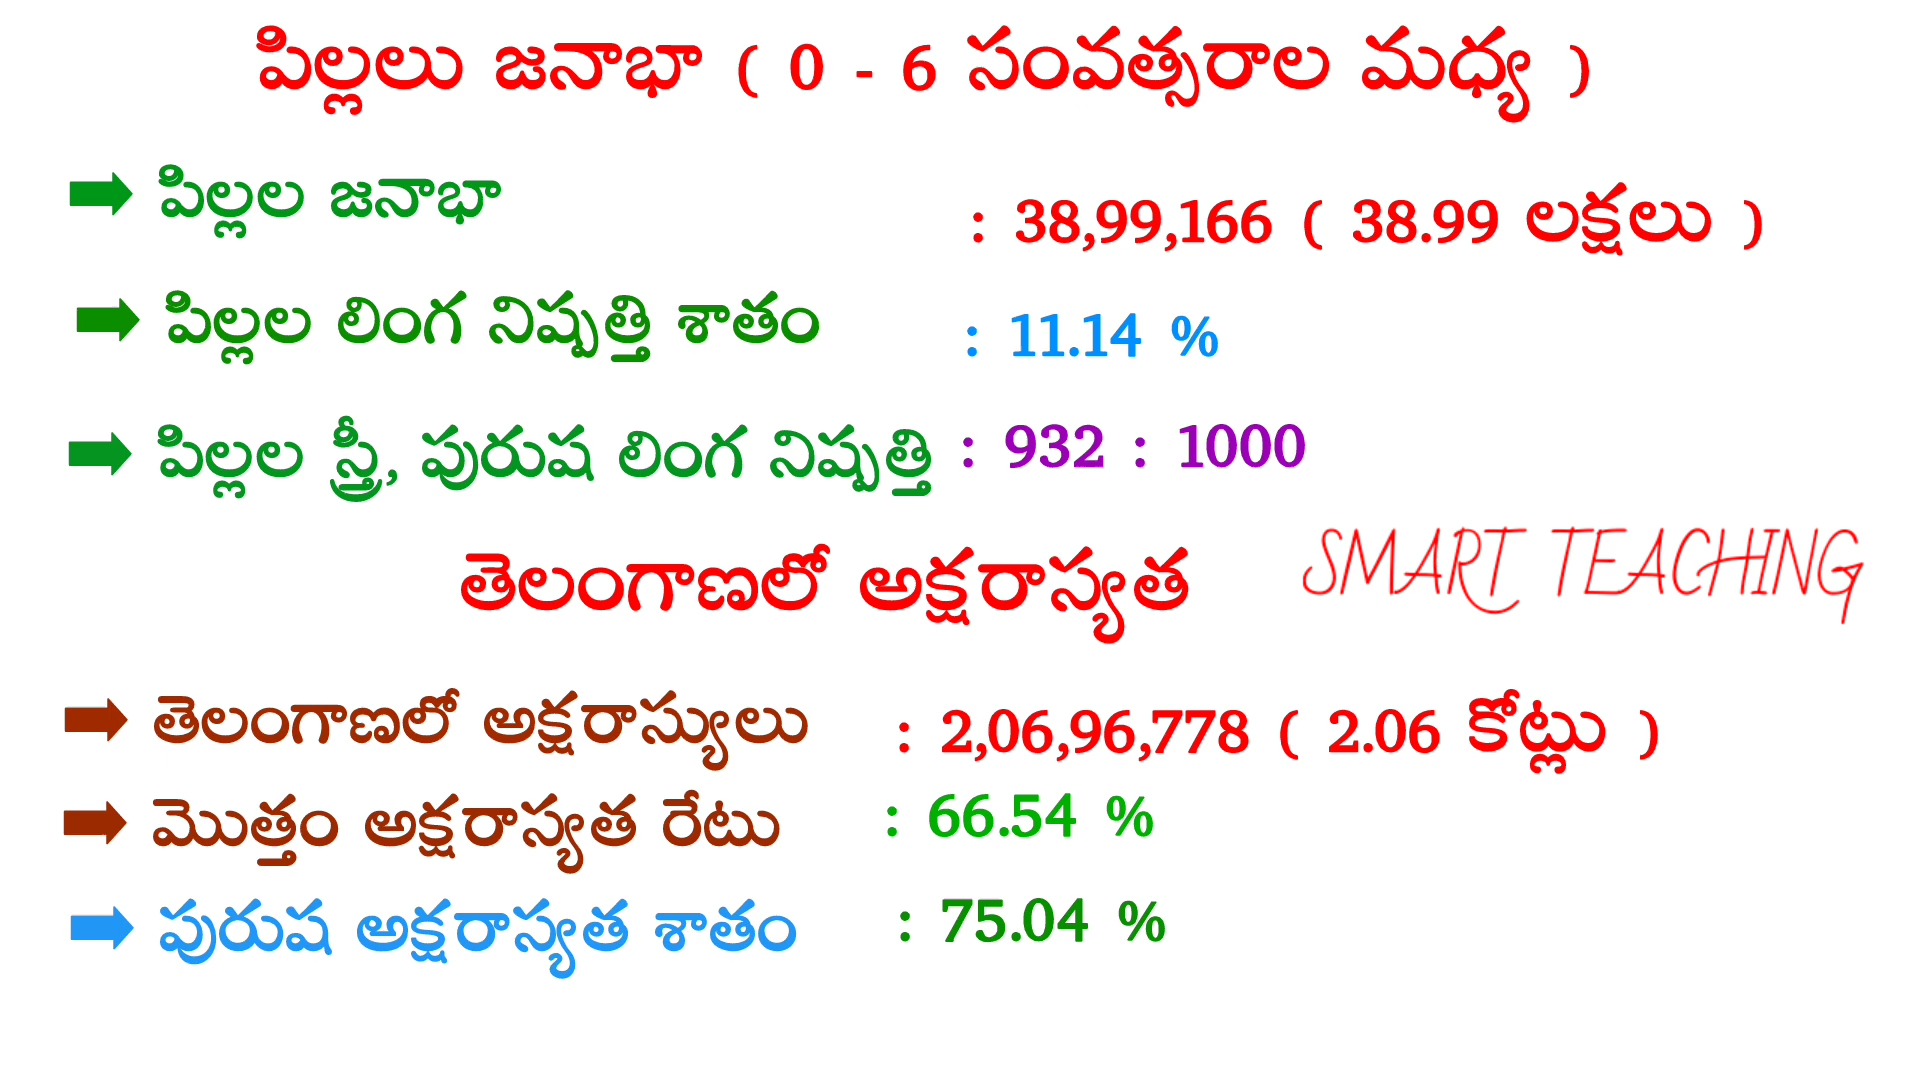 పిల్లలు జనాభా ( 0 - 6 సంవత్సరాల మధ్య )
పిల్లల జనాభా : 38,99,166 ( 38.99 లక్షలు )
పిల్లల లింగ నిష్పత్తి శాతం : 11.14 %
పిల్లల స్త్రీ, పురుష లింగ నిష్పత్తి : 932 : 1000
తెలంగాణలో అక్షరాస్యత
SMART TEACHING
తెలంగాణలో అక్షరాస్యులు : 2,06,96,778 ( 2.06 కోట్లు )
మొత్తం అక్షరాస్యత రేటు : 66.54 %
పురుష అక్షరాస్యత శాతం : 75.04 %